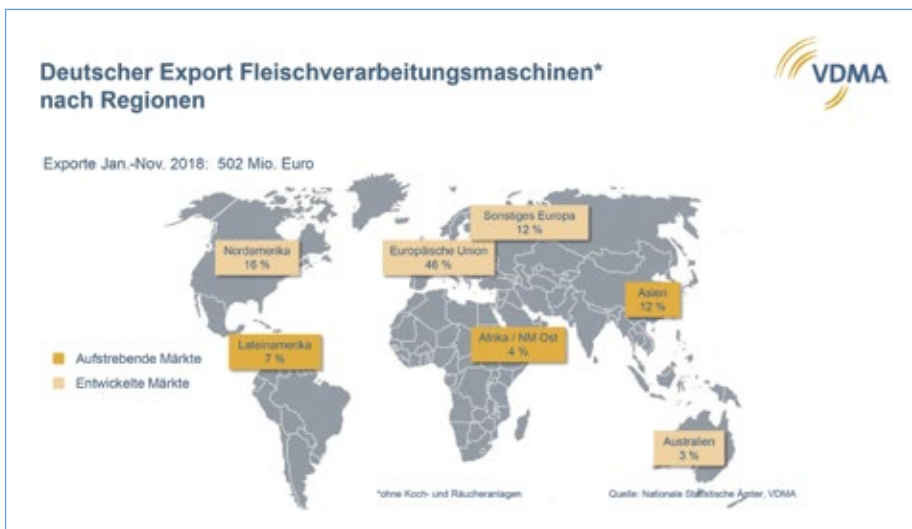 Deutscher Export Fleischverarbeitungsmaschinen*
nach Regionen
VDMA
Exporte Jan.-Nov. 2018: 502 Mio. Euro
Sonstiges Europa
12 %
Nordamerika
16 %
Europäische Union
46 %
Asien
12 %
Lateinamerika
7 %
Afrika / NM Ost
4 %
Aufstrebende Märkte
Entwickelte Märkte
Australien
3 %
*ohne Koch- und Räucheranlagen
Quelle: Nationale Statistische Ämter, VDMA